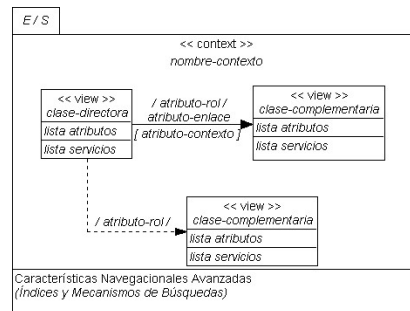 E / S
<< context >>
nombre-contexto
<< view >>
clase-directora
lista atributos
lista servicios
/ atributo-rol /
atributo-enlace
[ atributo-contexto ]
<< view >>
clase-complementaria
lista atributos
lista servicios
/ atributo-rol /
<< view >>
clase-complementaria
lista atributos
lista servicios
Características Navegacionales Avanzadas
(Índices y Mecanismos de Búsquedas)